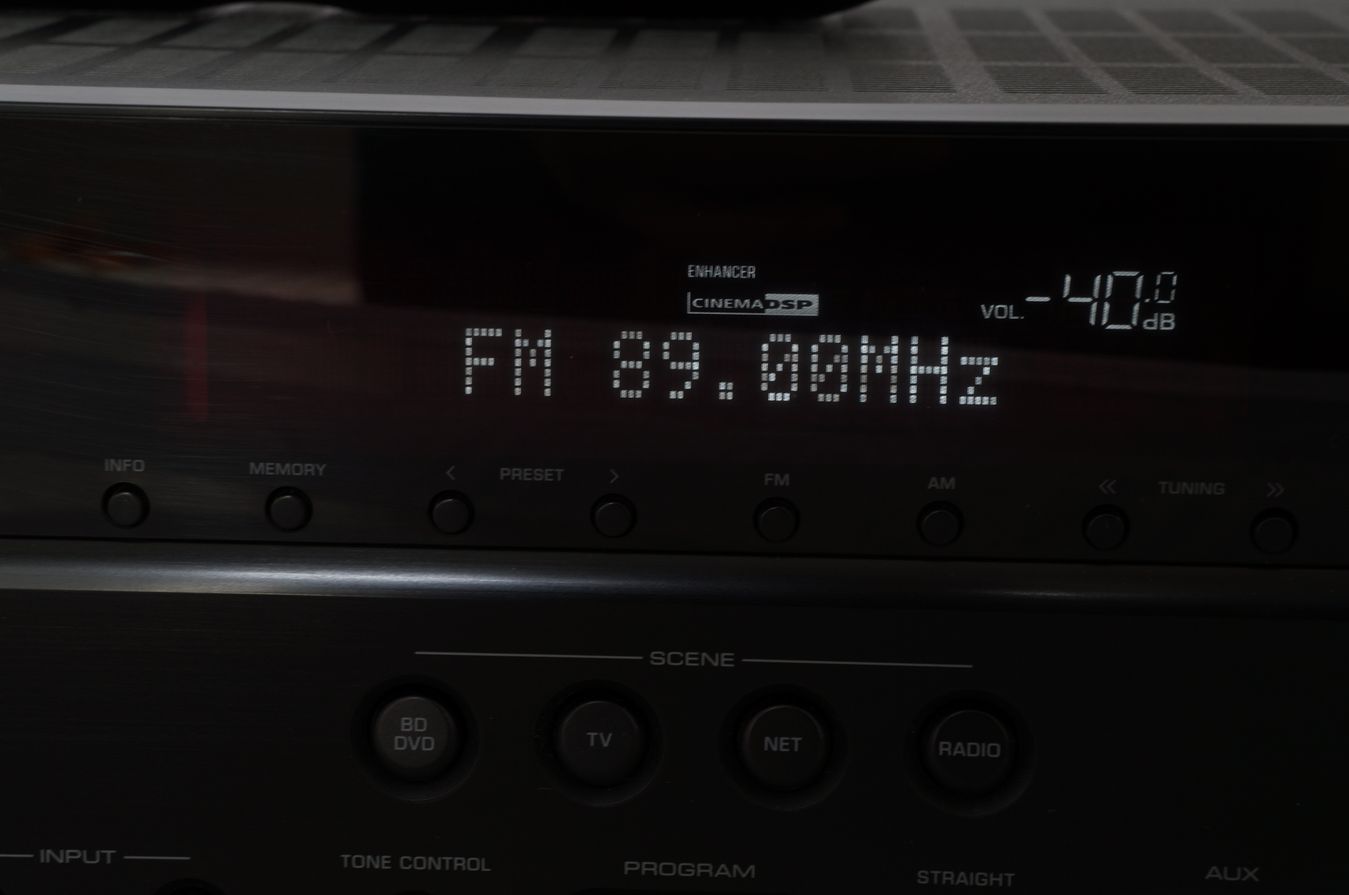 ENHANCER
CINEMA DSP
VOL. -40.0 dB
FM 89.00MHz
INFO MEMORY < PRESET > FM AM << TUNING >>
SCENE
BD
DVD
TV
NET
RADIO
INPUT TONE CONTROL PROGRAM STRAIGHT AUX